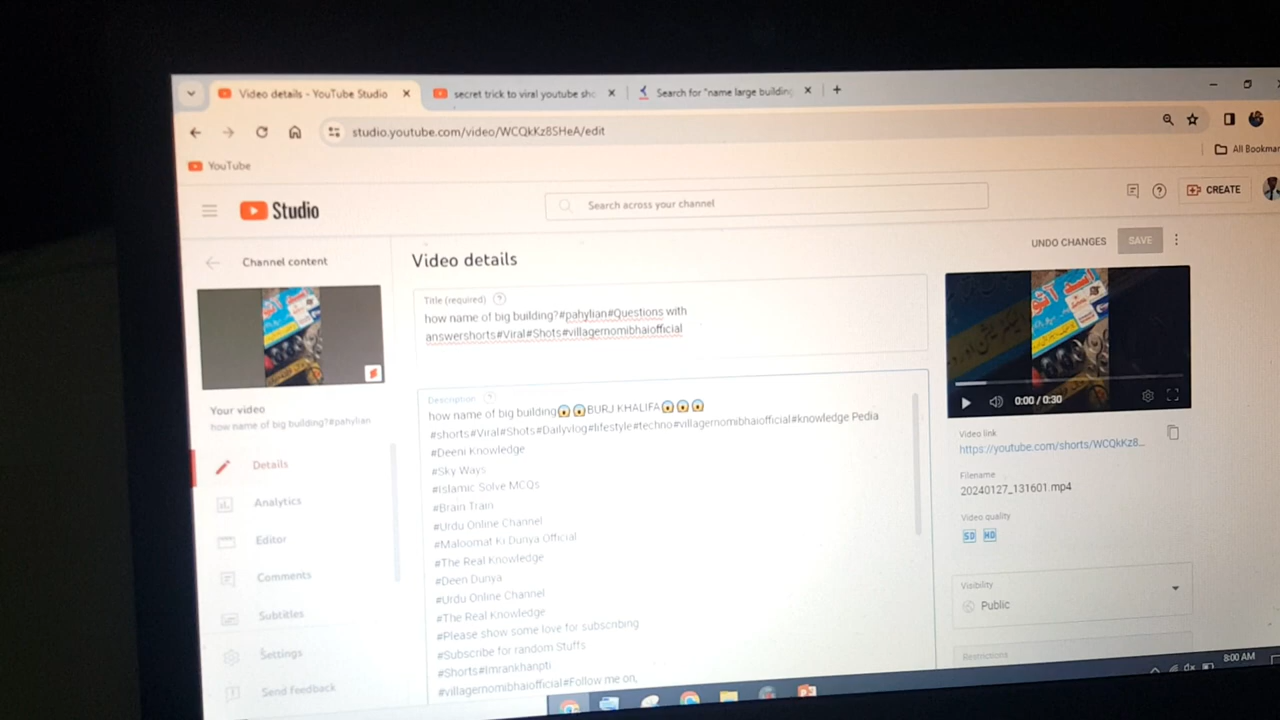 Video details - YouTube Studio
secret trick to viral youtube sho
Search for "name large building
studio.youtube.com/video/WCQkKz8SHeA/edit
YouTube
All Bookmar
Studio
Search across your channel
CREATE
Channel content
Video details
UNDO CHANGES
SAVE
Title (required)
how name of big building?#pahylian#Questions with
answershorts#Viral#Shots#villagernomibhaiofficial
Your video
how name of big building?#pahylian
Details
Analytics
Editor
Comments
Subtitles
Settings
Send feedback
Description
how name of big building😱😱BURJ KHALIFA😱😱😱
#shorts#Viral#Shots#Dailyvlog#lifestyle#techno#villagernomibhaiofficial#knowledge Pedia
#Deeni Knowledge
#Sky Ways
#islamic Solve MCQs
#Brain Train
#Urdu Online Channel
#Maloomat Ki Dunya Official
#The Real Knowledge
#Deen Dunya
#Urdu Online Channel
#The Real Knowledge
#Please show some love for subscribing
#Subscribe for random Stuffs
#Shorts#imrankhanpti
#villagernomibhaiofficial#Follow me on,
0:00 / 0:30
Video link
https://youtube.com/shorts/WCQkKz8...
Filename
20240127_131601.mp4
Video quality
SD HD
Visibility
Public
Restrictions
8:00 AM